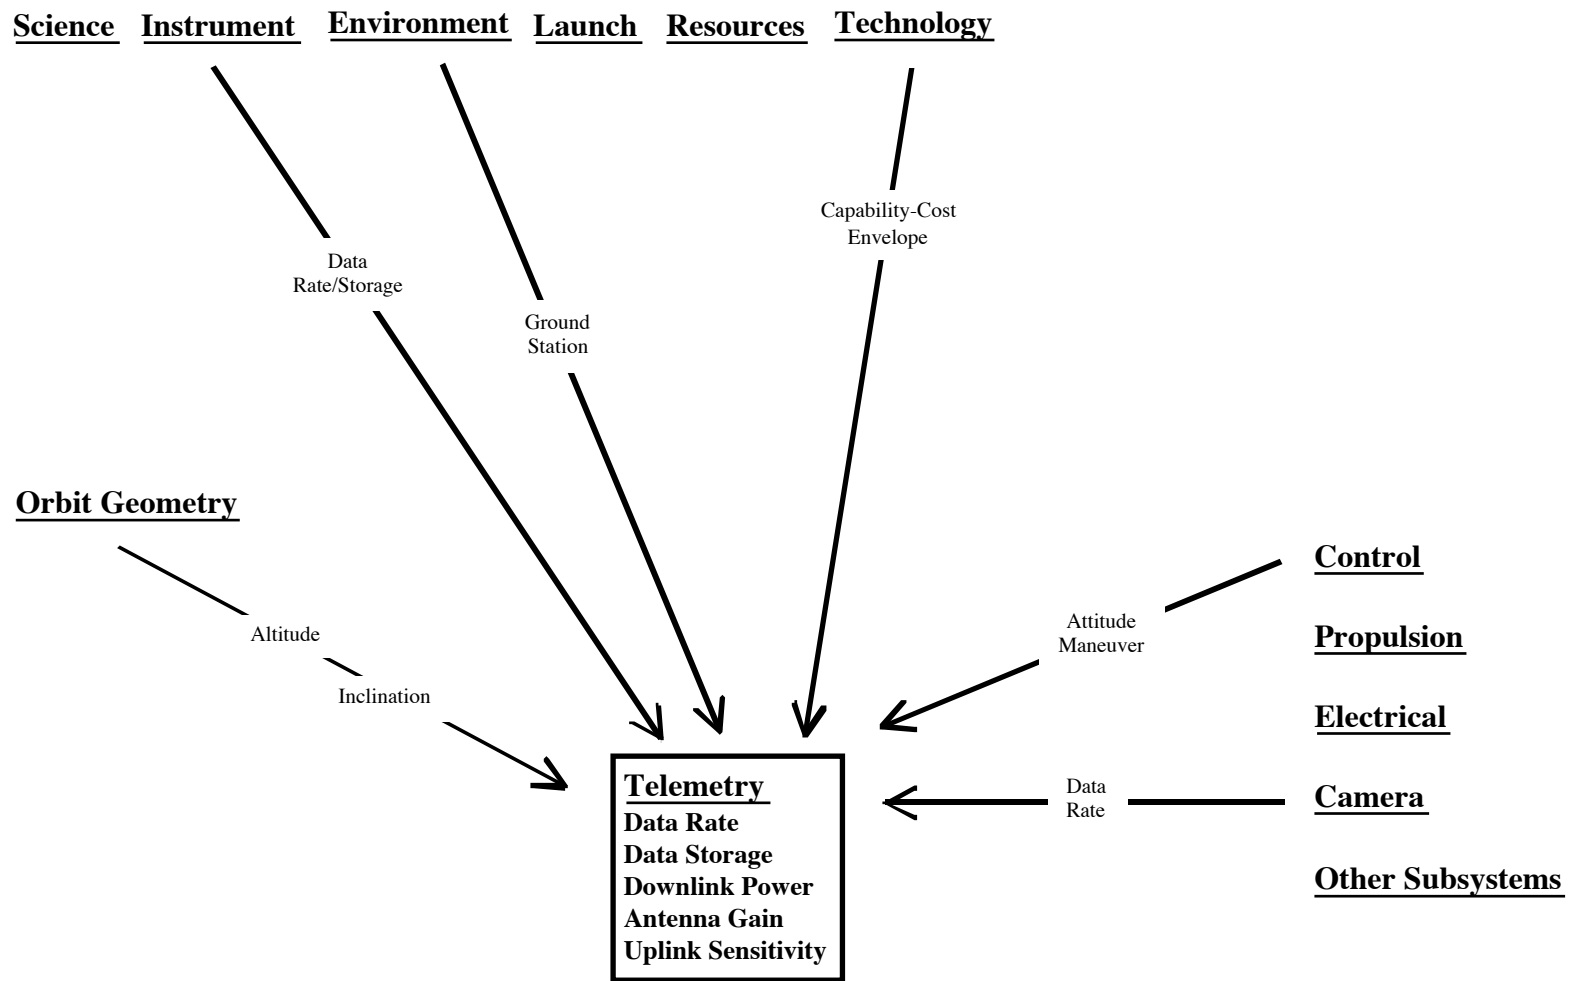 Science Instrument Environment Launch Resources Technology
Capability-Cost
Envelope
Data
Rate/Storage
Ground
Station
Orbit Geometry
Altitude
Inclination
Control
Attitude
Maneuver
Propulsion
Electrical
Data
Rate
Camera
Other Subsystems
Telemetry
Data Rate
Data Storage
Downlink Power
Antenna Gain
Uplink Sensitivity